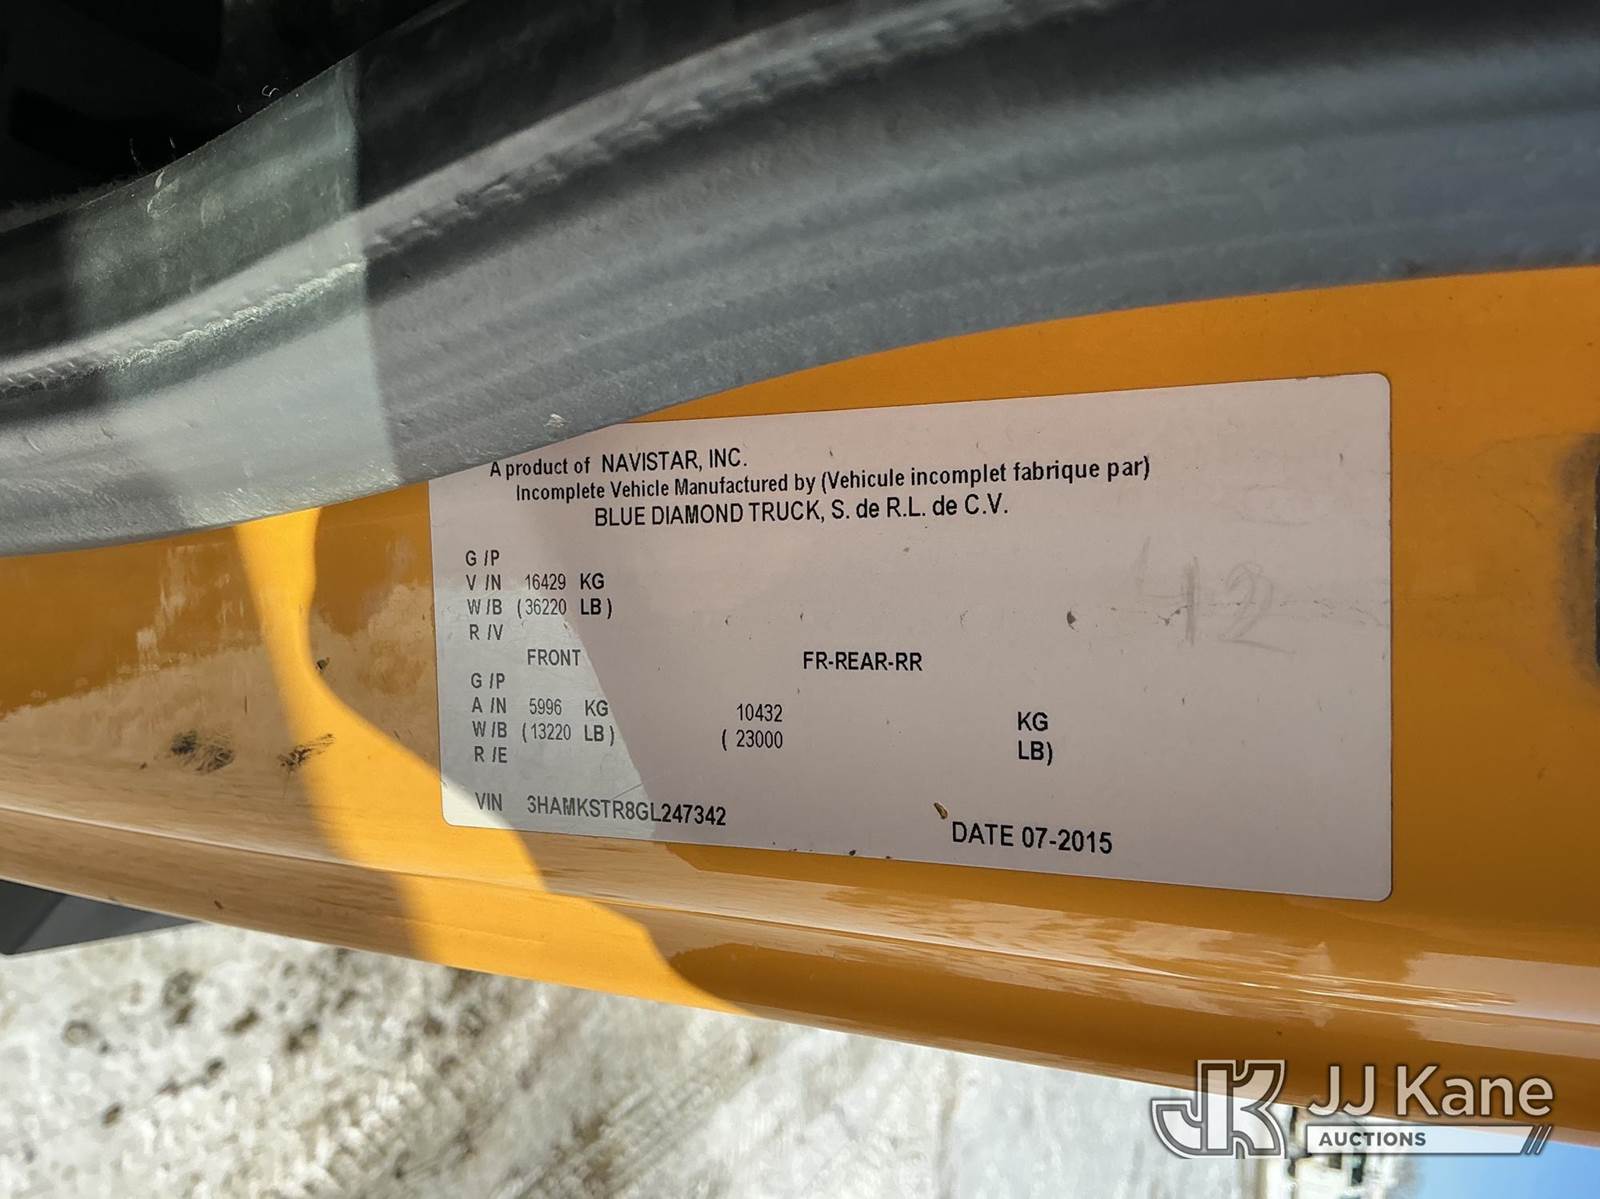 A product of NAVISTAR, INC.
Incomplete Vehicle Manufactured by (Vehicule incomplet fabrique par)
BLUE DIAMOND TRUCK, S. de R.L. de C.V.
G /P
V /N 16429 KG
W /B (36220 LB)
R /V
FRONT FR-REAR-RR
G /P
A /N 5996 KG 10432 KG
W /B (13220 LB) ( 23000 LB)
R /E
VIN 3HAMKSTR8GL247342
DATE 07-2015
42
JK JJ Kane
AUCTIONS